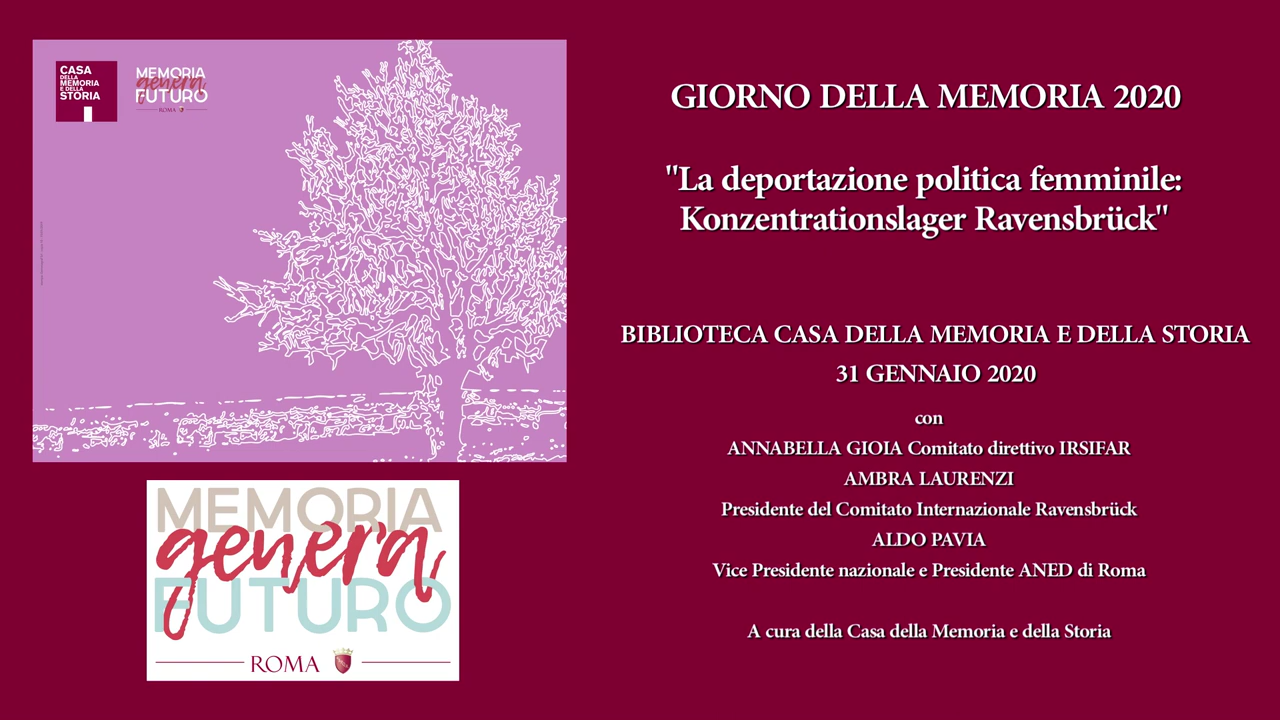 CASA
DELLA
MEMORIA
E DELLA
STORIA
MEMORIA
genera
FUTURO
ROMA
GIORNO DELLA MEMORIA 2020
"La deportazione politica femminile:
Konzentrationslager Ravensbrück"
BIBLIOTECA CASA DELLA MEMORIA E DELLA STORIA
31 GENNAIO 2020
con
ANNABELLA GIOIA Comitato direttivo IRSIFAR
AMBRA LAURENZI
Presidente del Comitato Internazionale Ravensbrück
ALDO PAVIA
Vice Presidente nazionale e Presidente ANED di Roma
A cura della Casa della Memoria e della Storia
MEMORIA
genera
FUTURO
ROMA